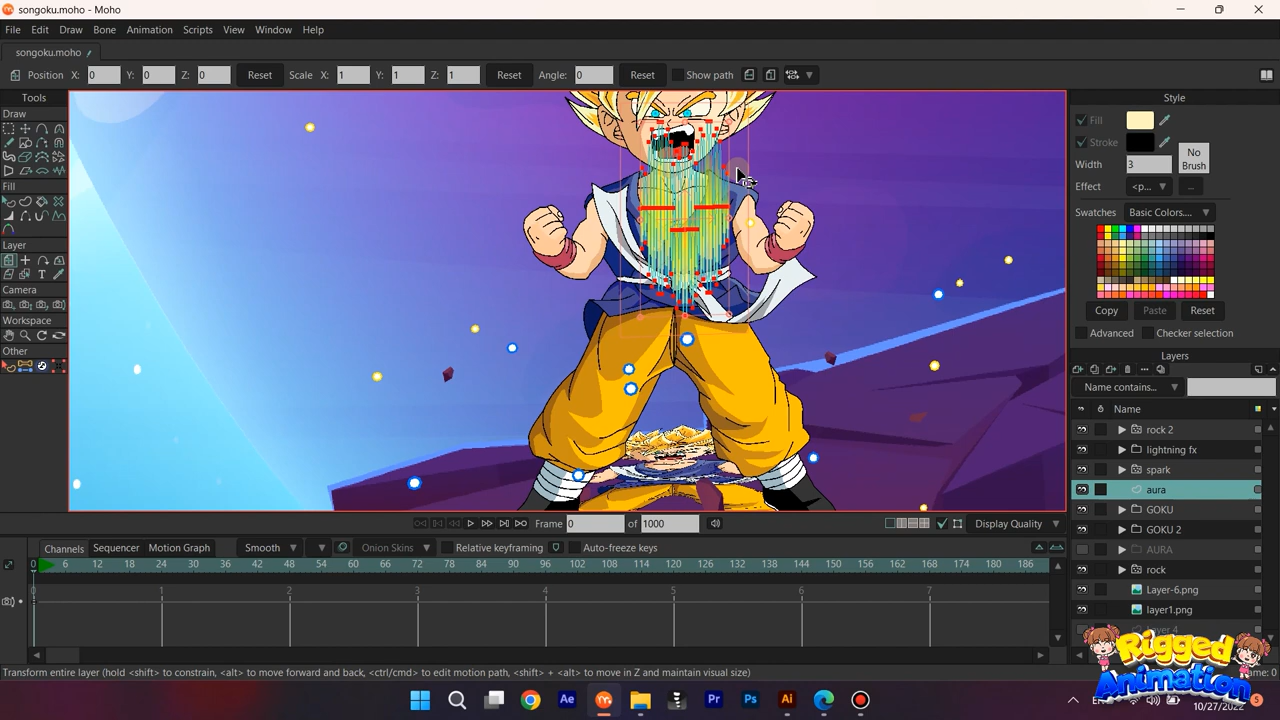 songoku.moho - Moho
File Edit Draw Bone Animation Scripts View Window Help
songoku.moho
Position X: 0 Y: 0 Z: 0 Reset Scale X: 1 Y: 1 Z: 1 Reset Angle: 0 Reset Show path
Tools
Draw
Fill
Layer
Camera
Workspace
Other
Style
Fill
Stroke
Width 3
No Brush
Effect <p... ...
Swatches Basic Colors....
Copy Paste Reset
Advanced Checker selection
Layers
Name contains...
Name
rock 2
lightning fx
spark
aura
GOKU
GOKU 2
AURA
rock
Layer-6.png
layer1.png
Layer 4
Frame 0 of 1000 Display Quality
Channels Sequencer Motion Graph Smooth Onion Skins Relative keyframing Auto-freeze keys
0 6 12 18 24 30 36 42 48 54 60 66 72 78 84 90 96 102 108 114 120 126 132 138 144 150 156 162 168 174 180 186
0 1 2 3 4 5 6 7
Transform entire layer (hold <shift> to constrain, <alt> to move forward and back, <ctrl/cmd> to edit motion path, <shift> + <alt> to move in Z and maintain visual size)
Rigged
Animation
10/27/2022
5